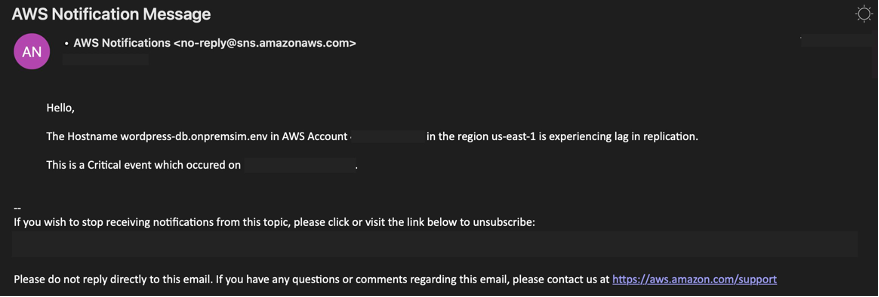 AWS Notification Message
AN
• AWS Notifications <no-reply@sns.amazonaws.com>
Hello,
The Hostname wordpress-db.onpremsim.env in AWS Account in the region us-east-1 is experiencing lag in replication.
This is a Critical event which occured on .
--
If you wish to stop receiving notifications from this topic, please click or visit the link below to unsubscribe:
Please do not reply directly to this email. If you have any questions or comments regarding this email, please contact us at https://aws.amazon.com/support